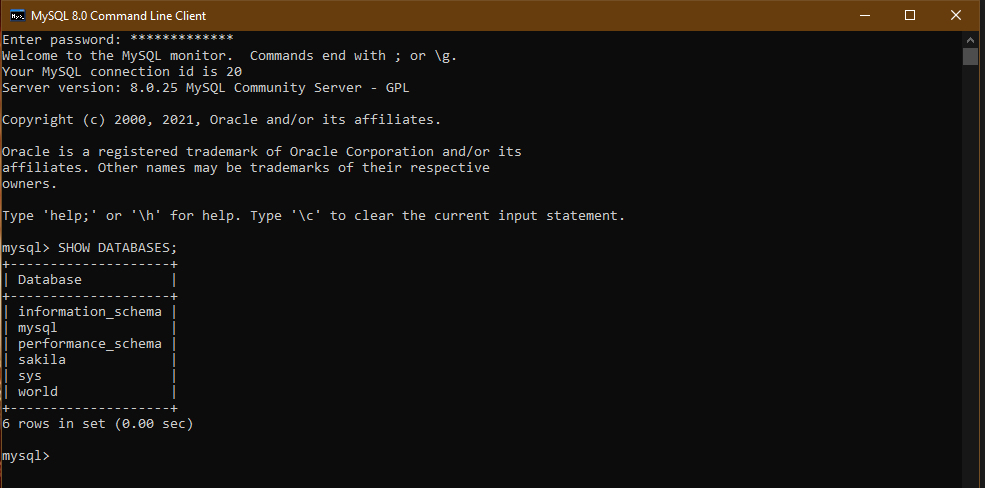 MySQL 8.0 Command Line Client
Enter password: *************
Welcome to the MySQL monitor.  Commands end with ; or \g.
Your MySQL connection id is 20
Server version: 8.0.25 MySQL Community Server - GPL

Copyright (c) 2000, 2021, Oracle and/or its affiliates.

Oracle is a registered trademark of Oracle Corporation and/or its
affiliates. Other names may be trademarks of their respective
owners.

Type 'help;' or '\h' for help. Type '\c' to clear the current input statement.

mysql> SHOW DATABASES;
+--------------------+
| Database           |
+--------------------+
| information_schema |
| mysql              |
| performance_schema |
| sakila             |
| sys                |
| world              |
+--------------------+
6 rows in set (0.00 sec)

mysql>